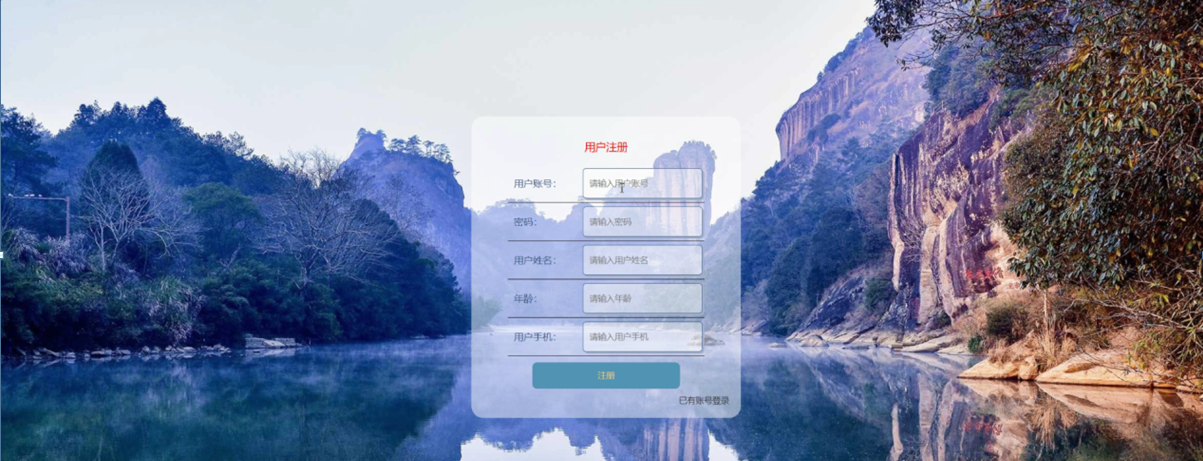 用户注册
用户账号： 请输入用户账号
密码： 请输入密码
用户姓名： 请输入用户姓名
年龄： 请输入年龄
用户手机： 请输入用户手机
注册
已有账号登录